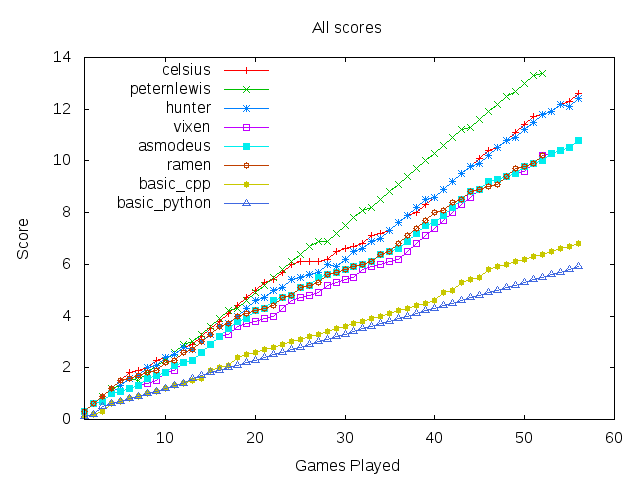 All scores
14
12
10
8
6
4
2
0
Score
celsius
peternlewis
hunter
vixen
asmodeus
ramen
basic_cpp
basic_python
10 20 30 40 50 60
Games Played